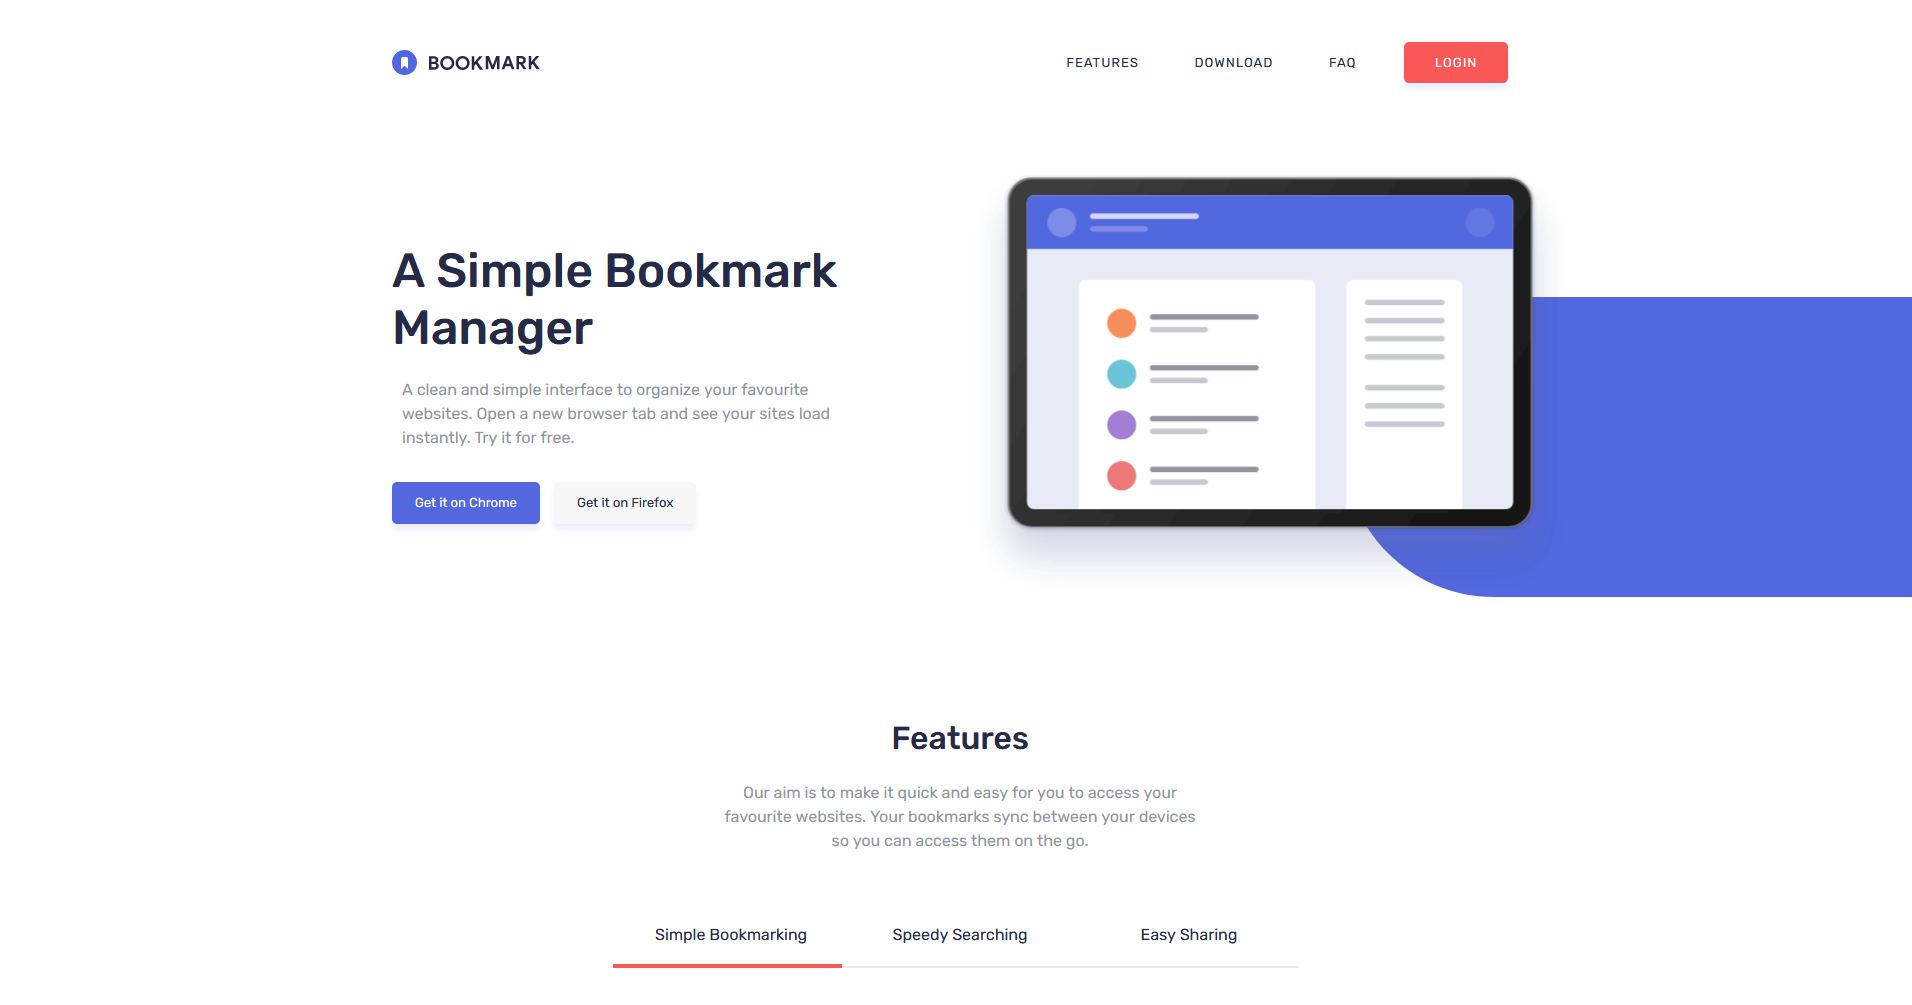 BOOKMARK
FEATURES DOWNLOAD FAQ LOGIN
A Simple Bookmark
Manager
A clean and simple interface to organize your favourite
websites. Open a new browser tab and see your sites load
instantly. Try it for free.
Get it on Chrome Get it on Firefox
Features
Our aim is to make it quick and easy for you to access your
favourite websites. Your bookmarks sync between your devices
so you can access them on the go.
Simple Bookmarking Speedy Searching Easy Sharing